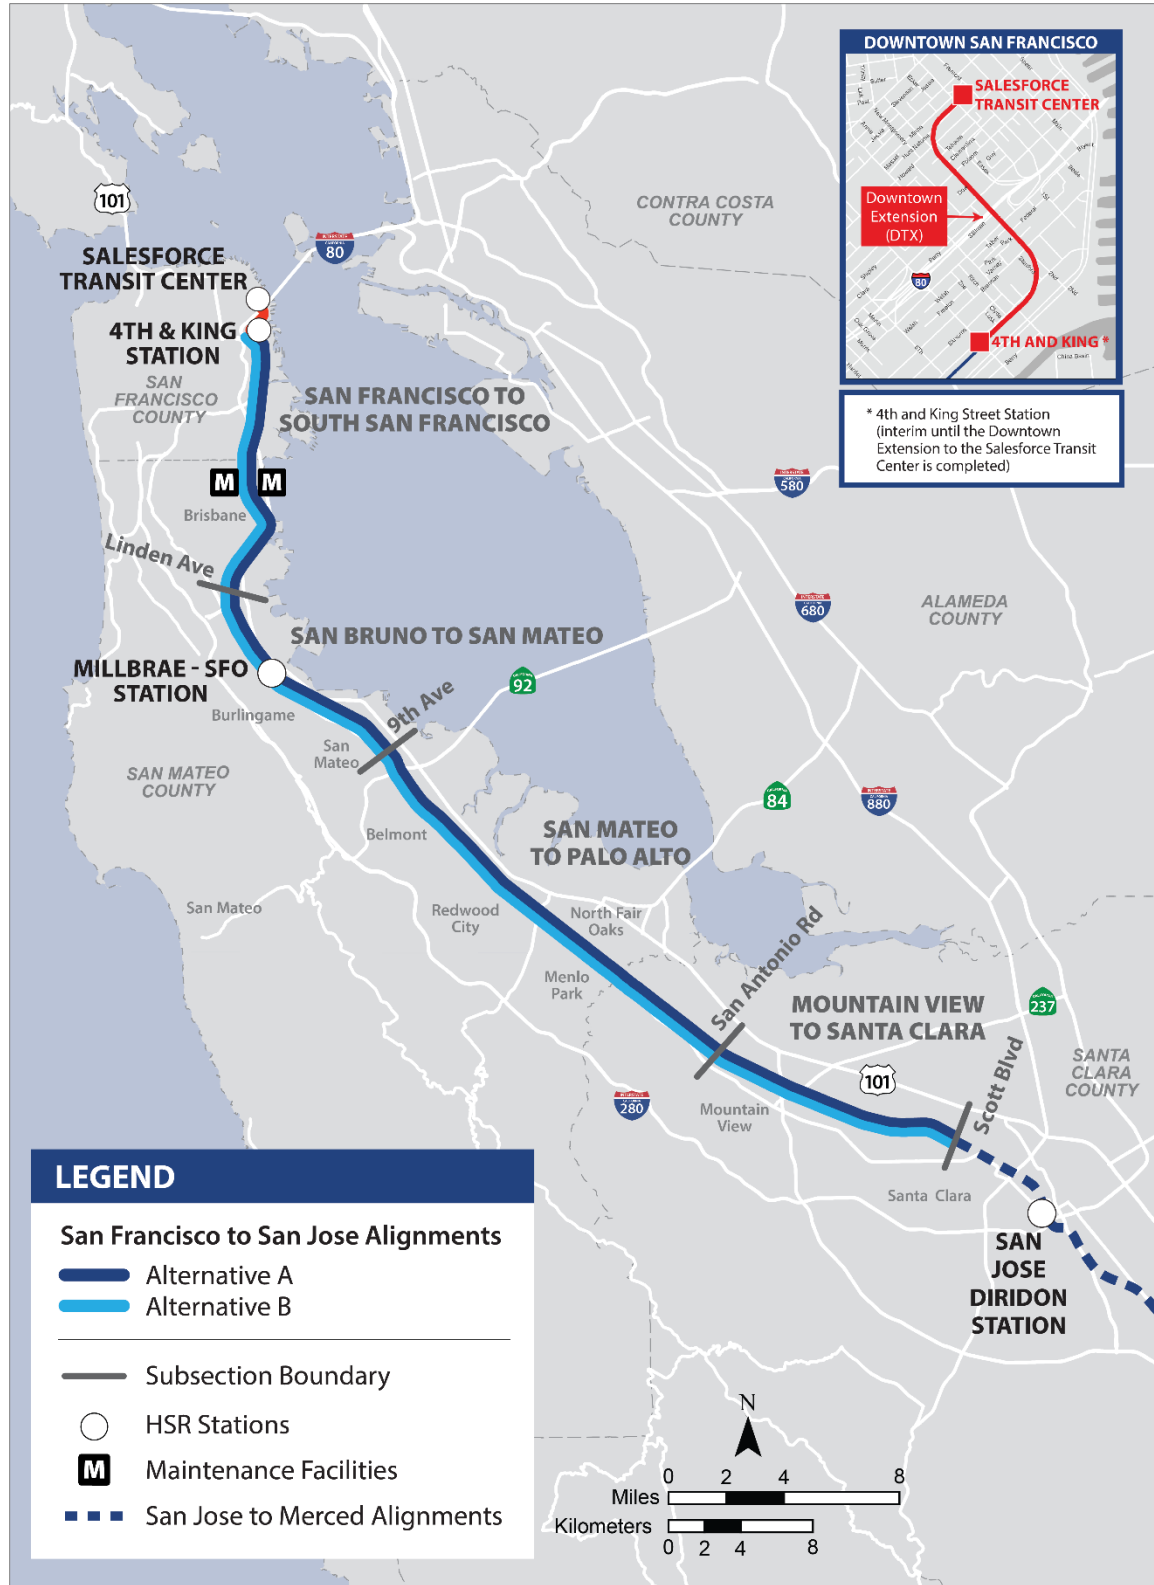 DOWNTOWN SAN FRANCISCO
SALESFORCE
TRANSIT CENTER
Downtown
Extension
(DTX)
80
4TH AND KING *
* 4th and King Street Station
(interim until the Downtown
Extension to the Salesforce Transit
Center is completed)
101
CONTRA COSTA
COUNTY
CALIFORNIA
80
SALESFORCE
TRANSIT CENTER
4TH & KING
STATION
SAN
FRANCISCO
COUNTY
SAN FRANCISCO TO
SOUTH SAN FRANCISCO
580
M
M
Brisbane
Linden Ave
680
ALAMEDA
COUNTY
SAN BRUNO TO SAN MATEO
MILLBRAE - SFO
STATION
92
9th Ave
Burlingame
San
Mateo
SAN MATEO
COUNTY
84
880
Belmont
SAN MATEO
TO PALO ALTO
San Mateo
Redwood
City
North Fair
Oaks
San Antonio Rd
Menlo
Park
MOUNTAIN VIEW
TO SANTA CLARA
237
SANTA
CLARA
COUNTY
101
Scott Blvd
280
Mountain
View
Santa Clara
SAN
JOSE
DIRIDON
STATION
LEGEND
San Francisco to San Jose Alignments
Alternative A
Alternative B
Subsection Boundary
HSR Stations
M
Maintenance Facilities
San Jose to Merced Alignments
N
0 2 4 8
Miles
Kilometers
0 2 4 8